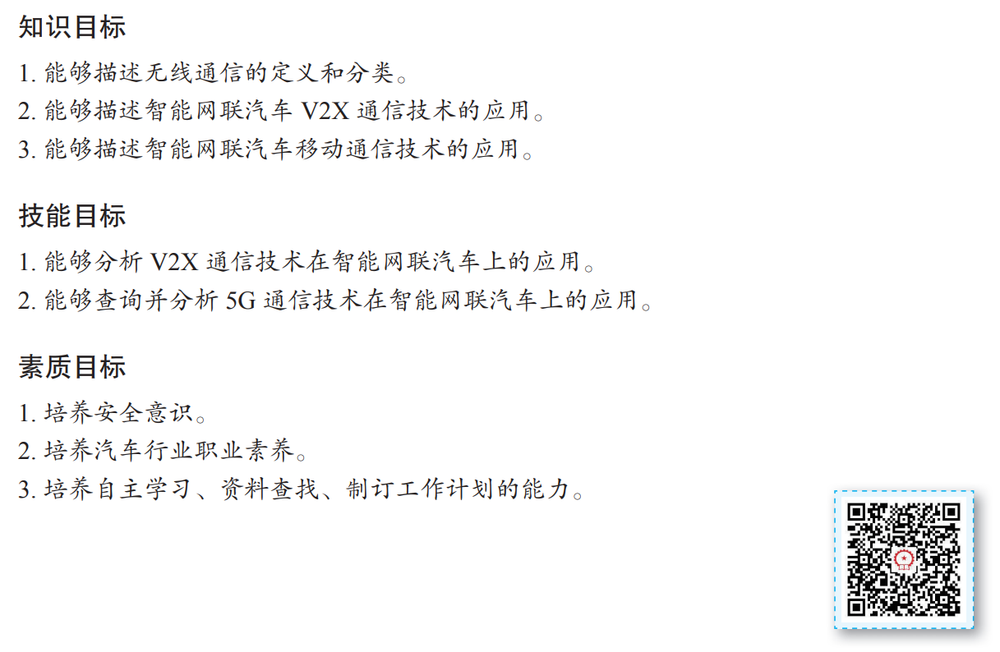 知识目标
1. 能够描述无线通信的定义和分类。
2. 能够描述智能网联汽车 V2X 通信技术的应用。
3. 能够描述智能网联汽车移动通信技术的应用。
技能目标
1. 能够分析 V2X 通信技术在智能网联汽车上的应用。
2. 能够查询并分析 5G 通信技术在智能网联汽车上的应用。
素质目标
1. 培养安全意识。
2. 培养汽车行业职业素养。
3. 培养自主学习、资料查找、制订工作计划的能力。